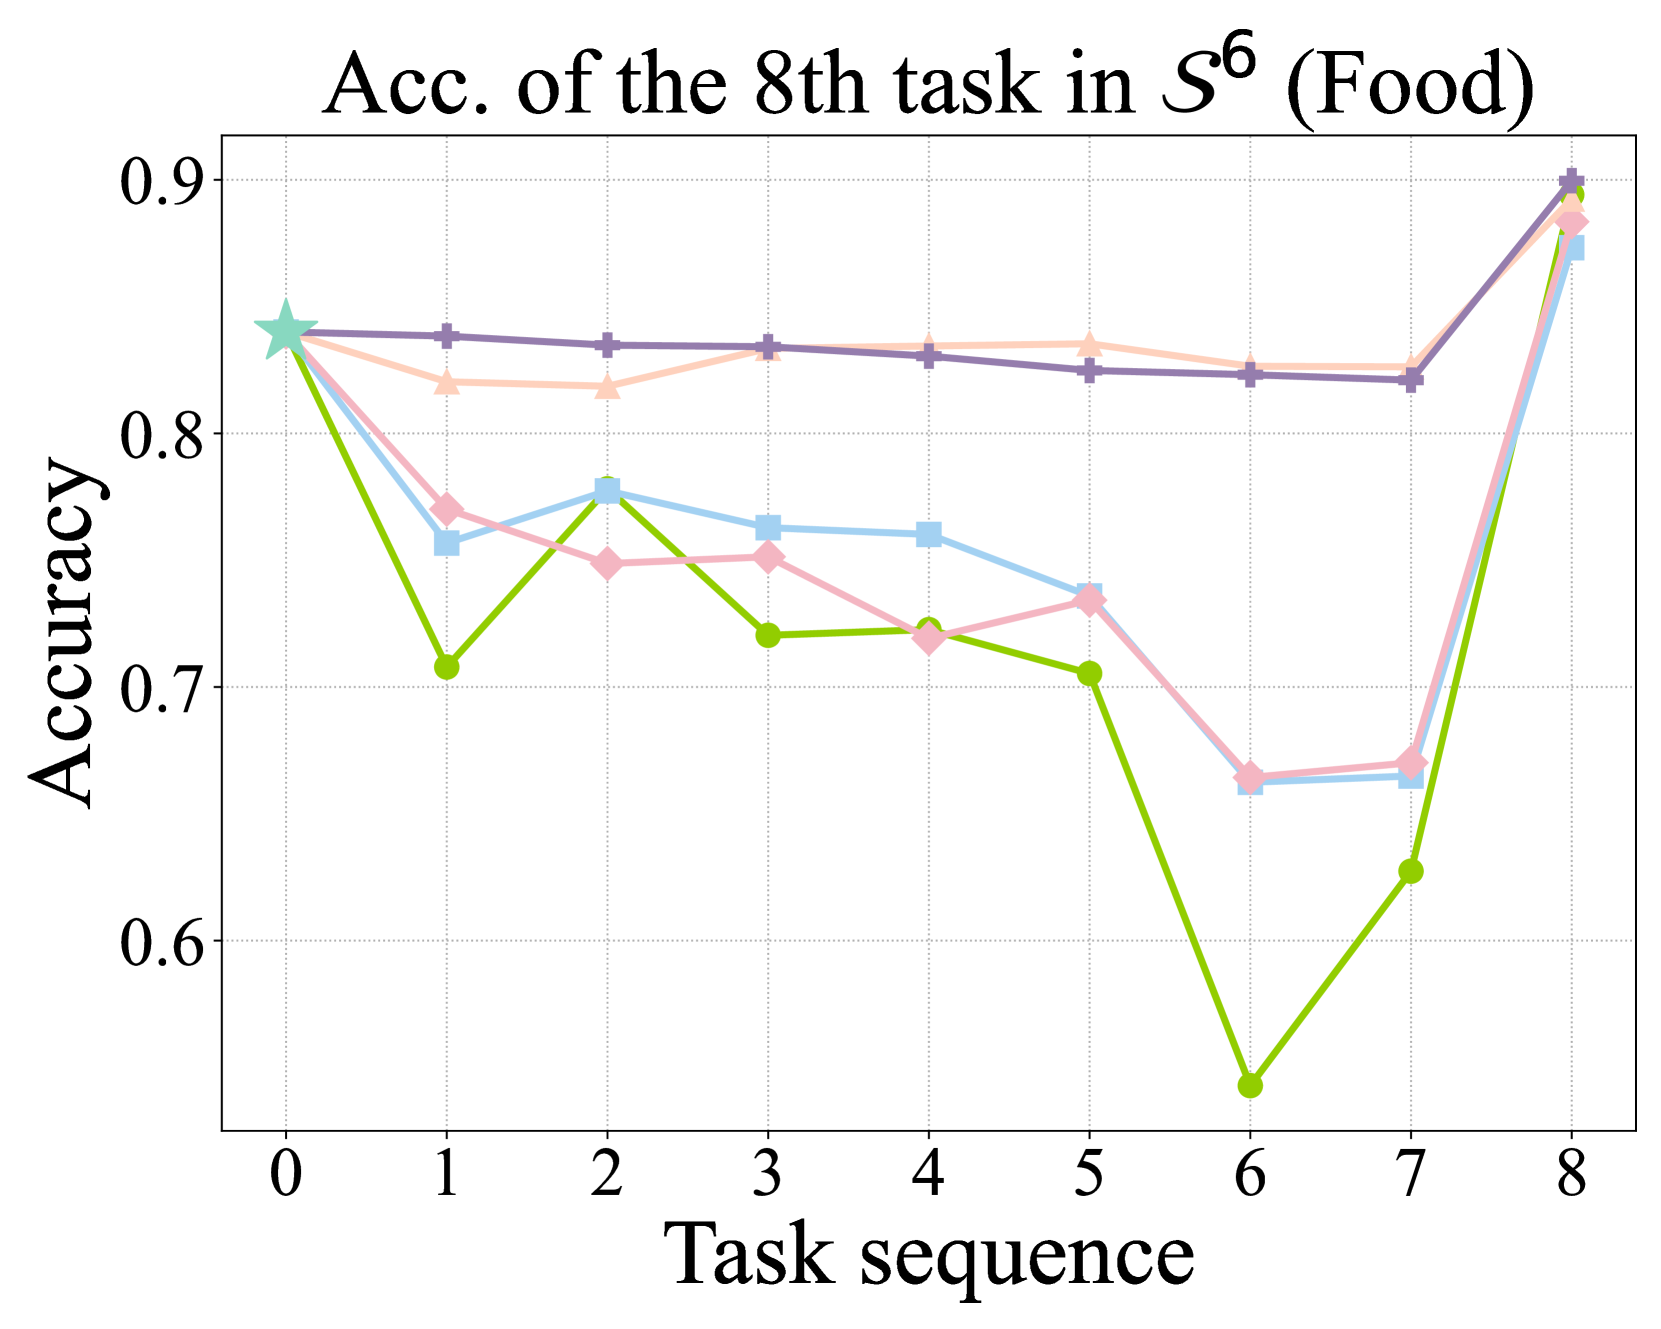 Acc. of the 8th task in 𝒮⁶ (Food)
Accuracy
0.9
0.8
0.7
0.6
0 1 2 3 4 5 6 7 8
Task sequence